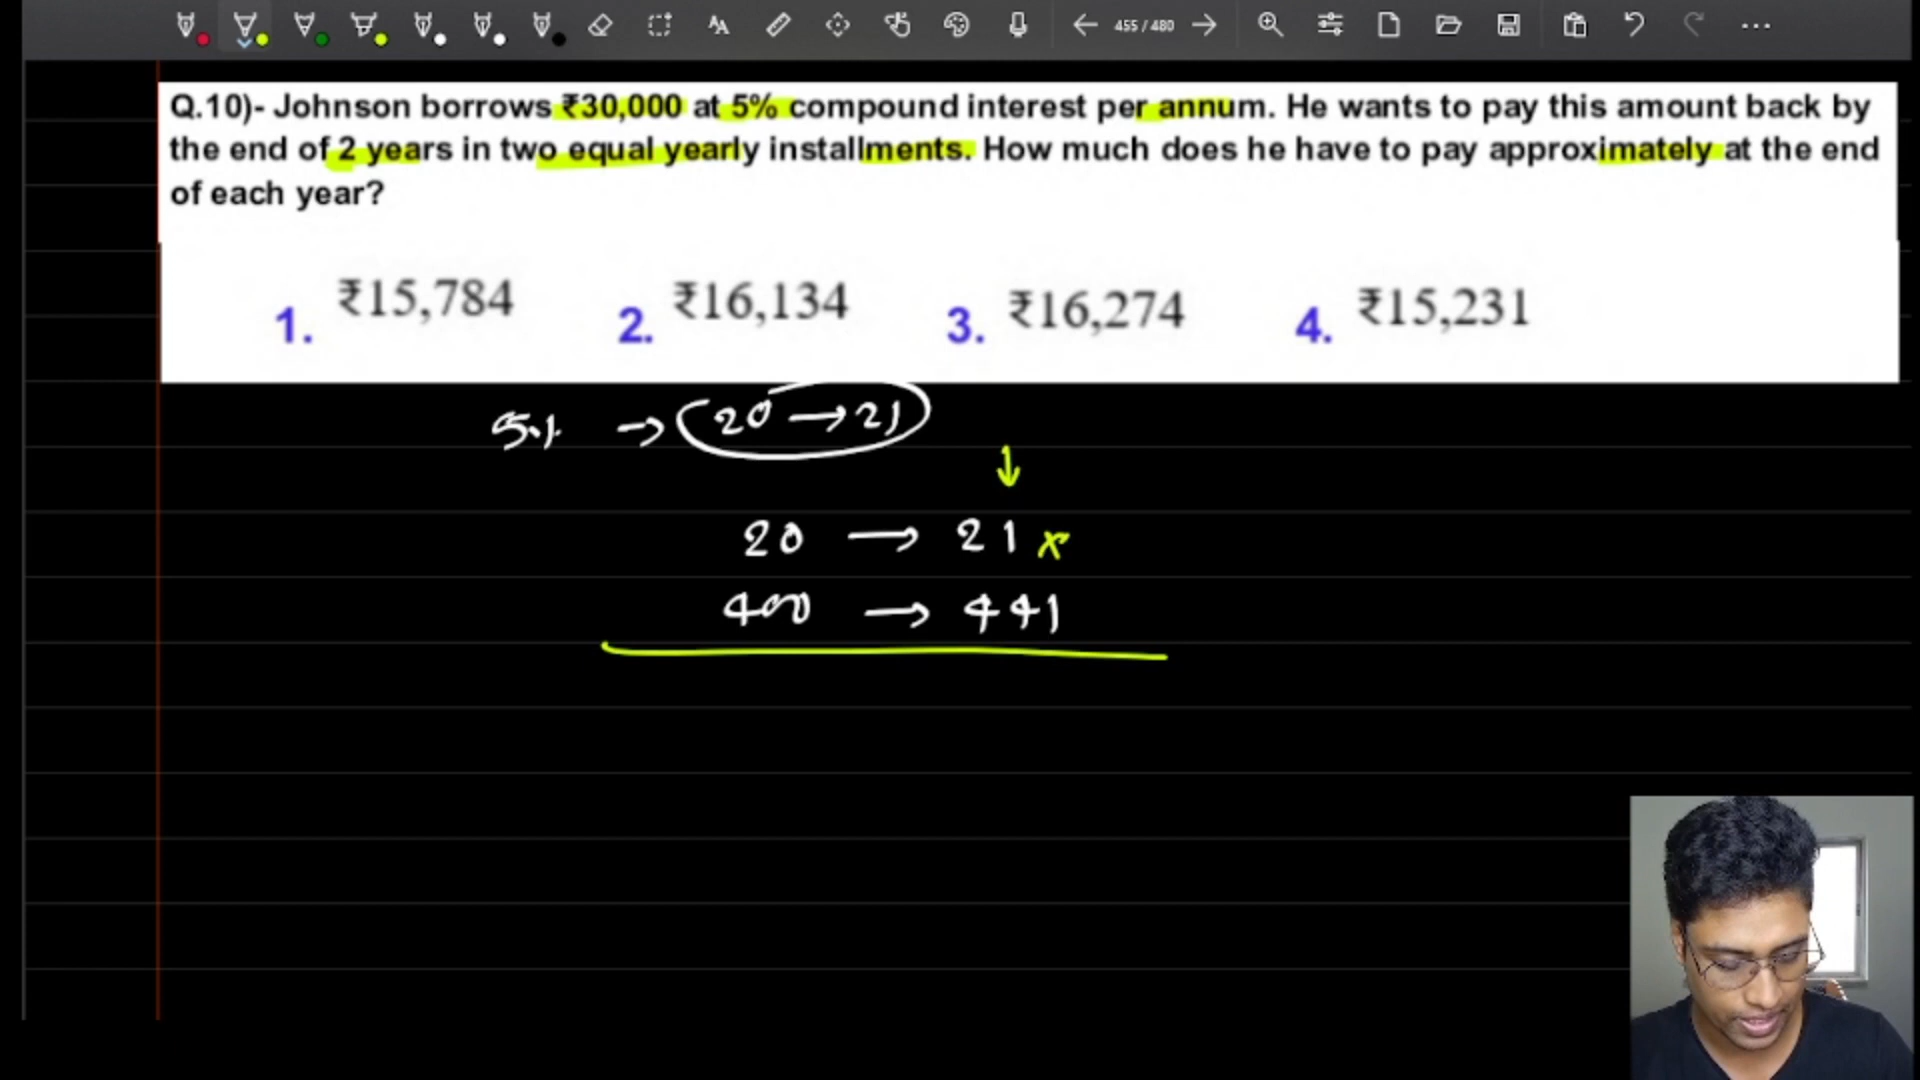 455 / 480
Q.10)- Johnson borrows ₹30,000 at 5% compound interest per annum. He wants to pay this amount back by
the end of 2 years in two equal yearly installments. How much does he have to pay approximately at the end
of each year?
1. ₹15,784 2. ₹16,134 3. ₹16,274 4. ₹15,231
5% → 20 → 21
↓
20 → 21 x
400 → 441